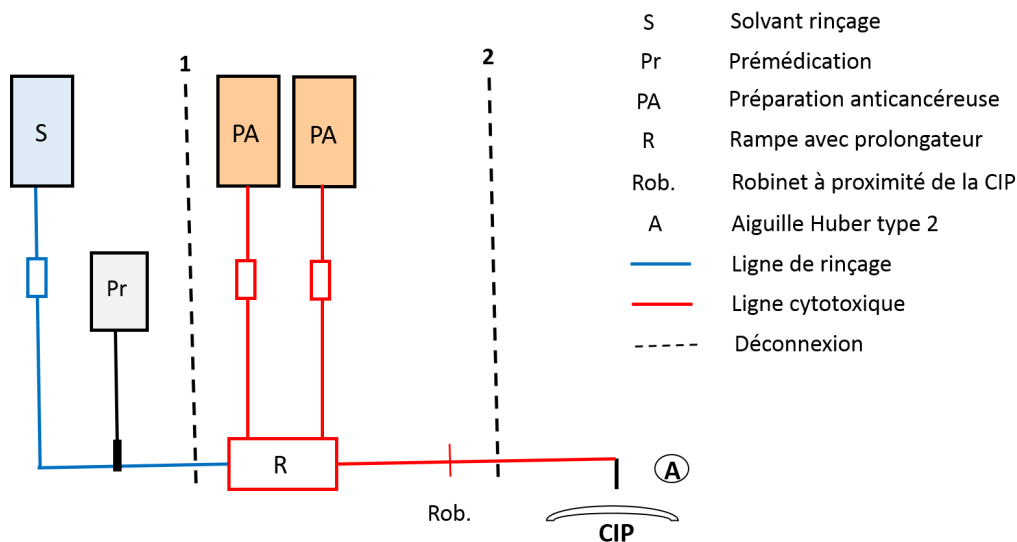 1
2
S
PA
PA
Pr
R
Rob.
A
CIP
S Solvant rinçage
Pr Prémédication
PA Préparation anticancéreuse
R Rampe avec prolongateur
Rob. Robinet à proximité de la CIP
A Aiguille Huber type 2
Ligne de rinçage
Ligne cytotoxique
Déconnexion